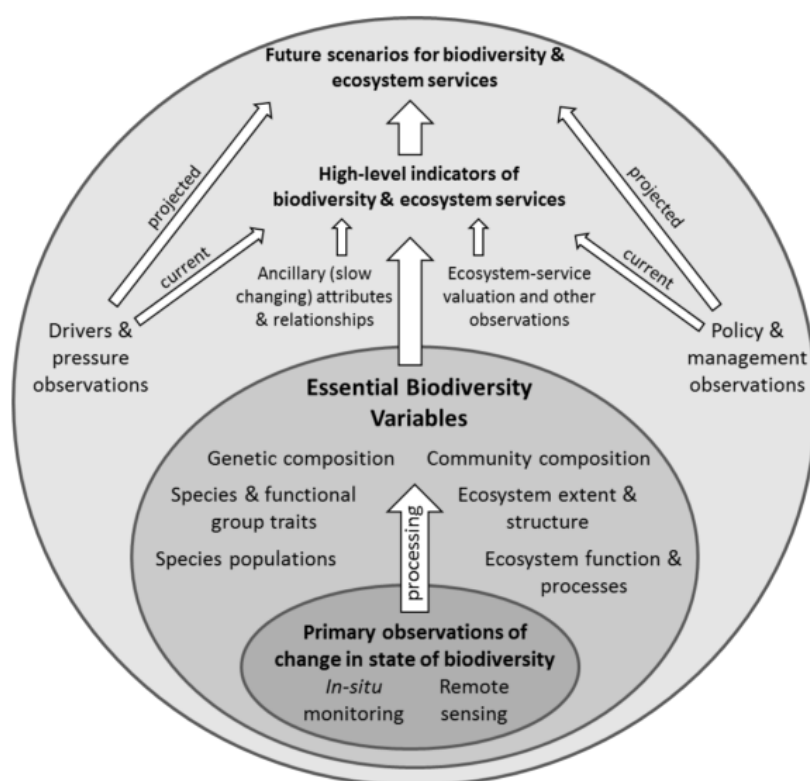 Future scenarios for biodiversity &
ecosystem services
projected
projected
High-level indicators of
biodiversity & ecosystem services
current
current
Ancillary (slow
changing) attributes
& relationships
Ecosystem-service
valuation and other
observations
Drivers &
pressure
observations
Policy &
management
observations
Essential Biodiversity
Variables
Genetic composition
Community composition
Species & functional
group traits
Ecosystem extent &
structure
Species populations
Ecosystem function &
processes
processing
Primary observations of
change in state of biodiversity
In-situ
monitoring
Remote
sensing